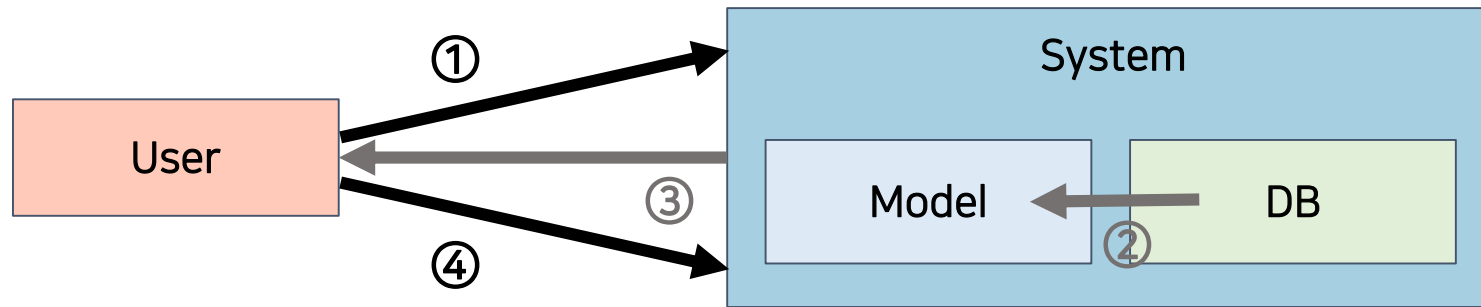 ①
System
User
③
Model
DB
②
④